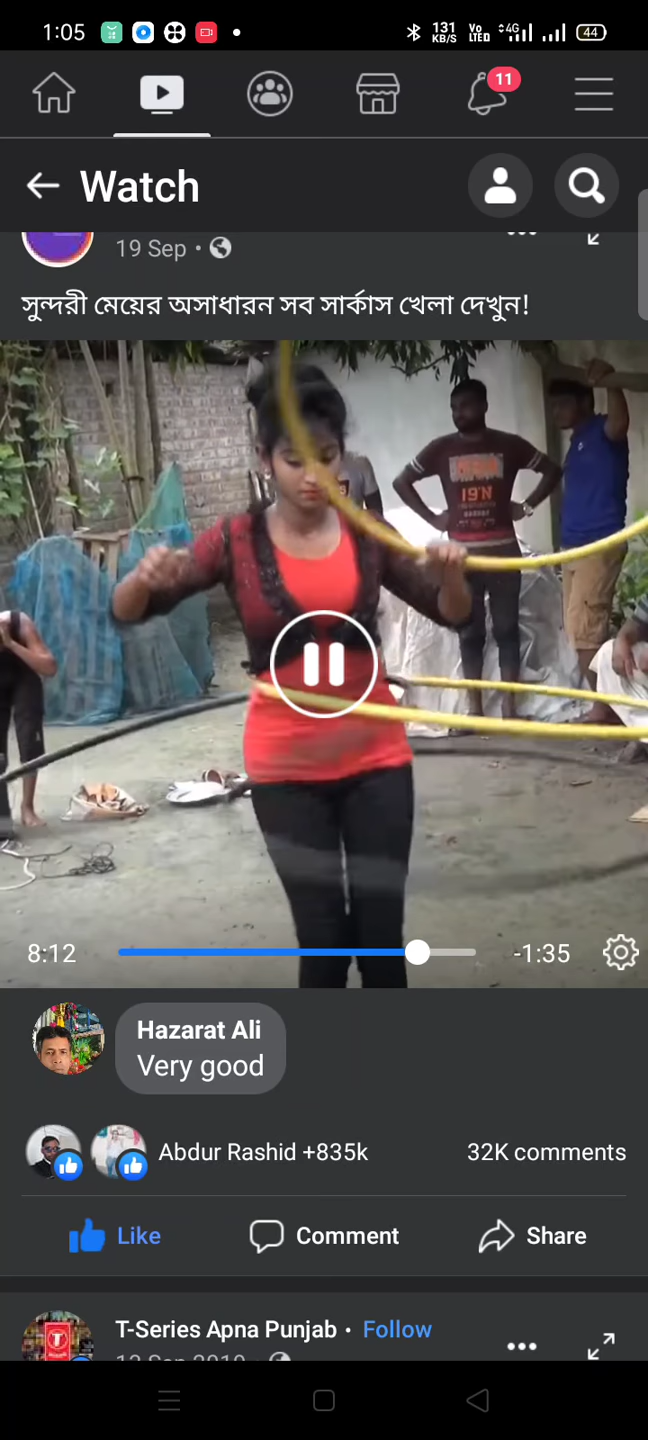 1:05
131
KB/S
Vo
LTE
4G
44
11
Watch
19 Sep
সুন্দরী মেয়ের অসাধারন সব সার্কাস খেলা দেখুন!
19'N
8:12
-1:35
Hazarat Ali
Very good
Abdur Rashid +835k
32K comments
Like
Comment
Share
T-Series Apna Punjab • Follow